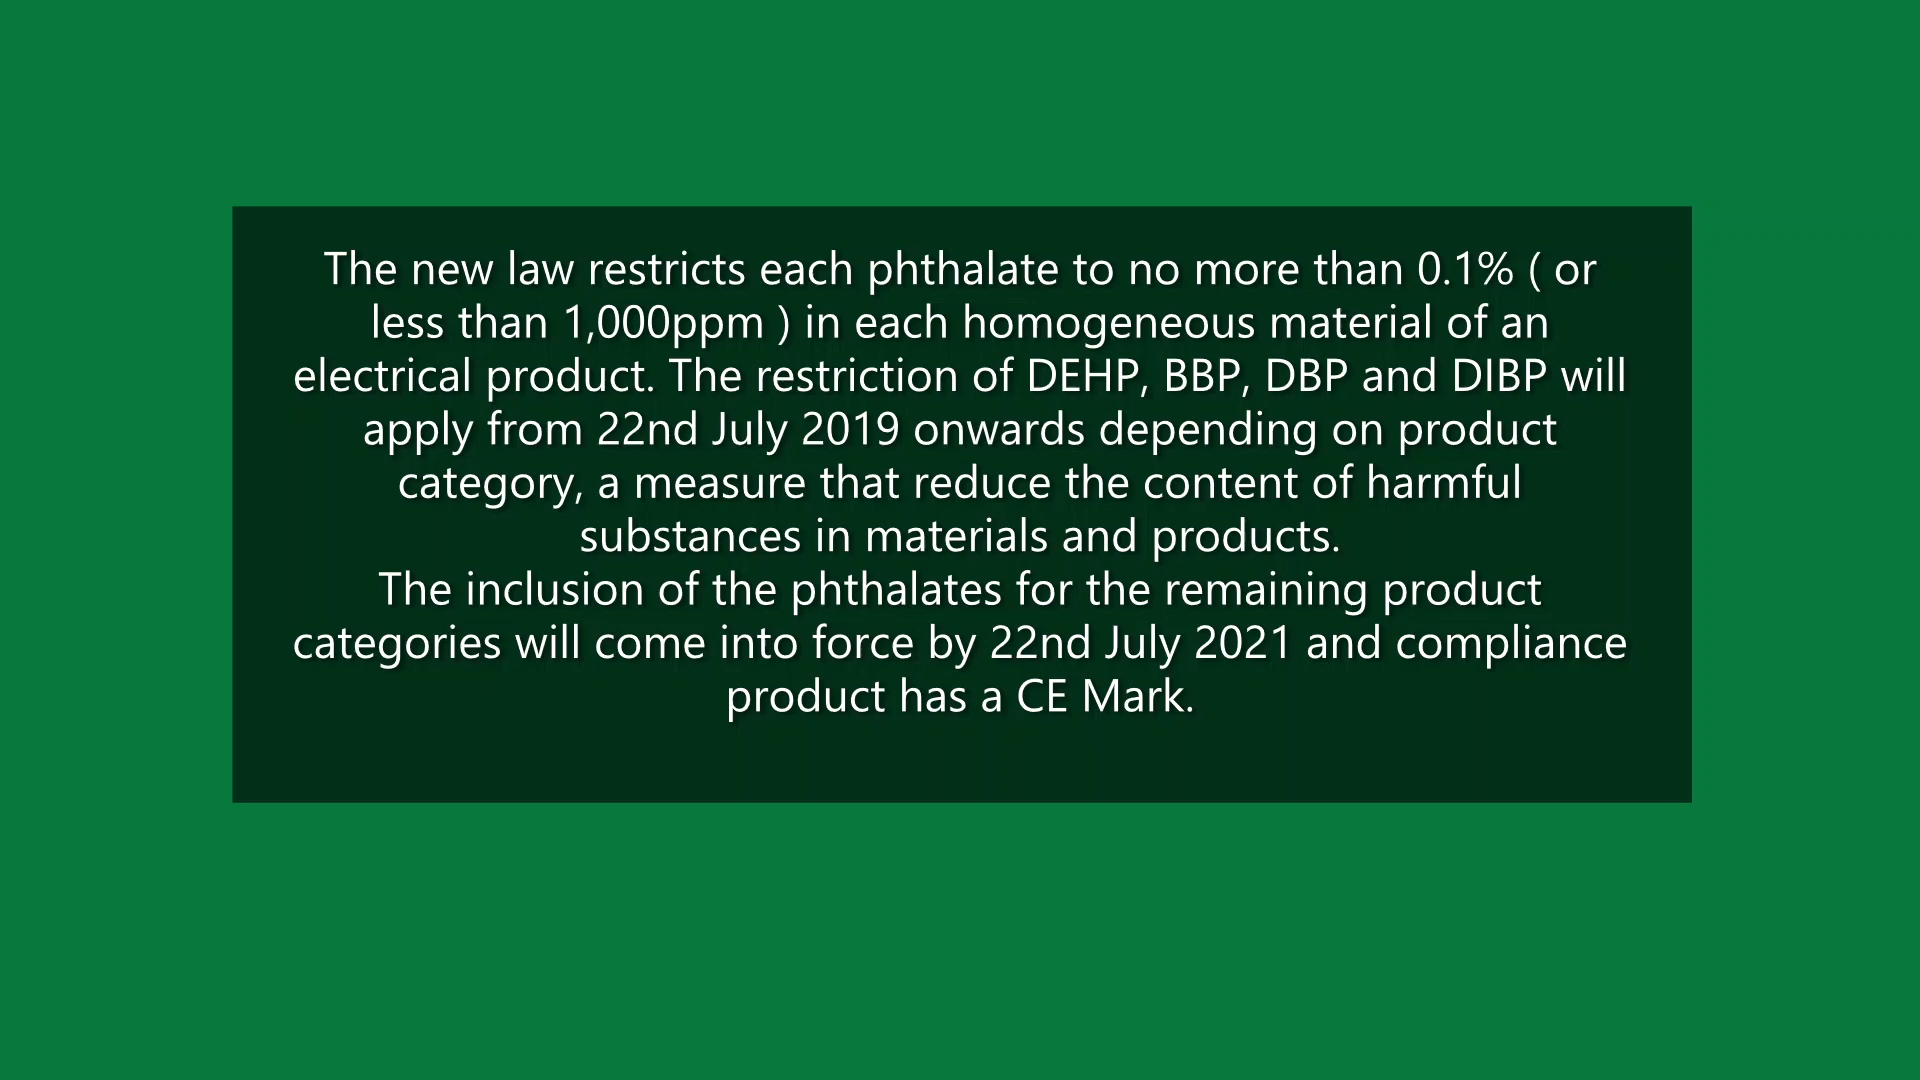 The new law restricts each phthalate to no more than 0.1% ( or
less than 1,000ppm ) in each homogeneous material of an
electrical product. The restriction of DEHP, BBP, DBP and DIBP will
apply from 22nd July 2019 onwards depending on product
category, a measure that reduce the content of harmful
substances in materials and products.
The inclusion of the phthalates for the remaining product
categories will come into force by 22nd July 2021 and compliance
product has a CE Mark.